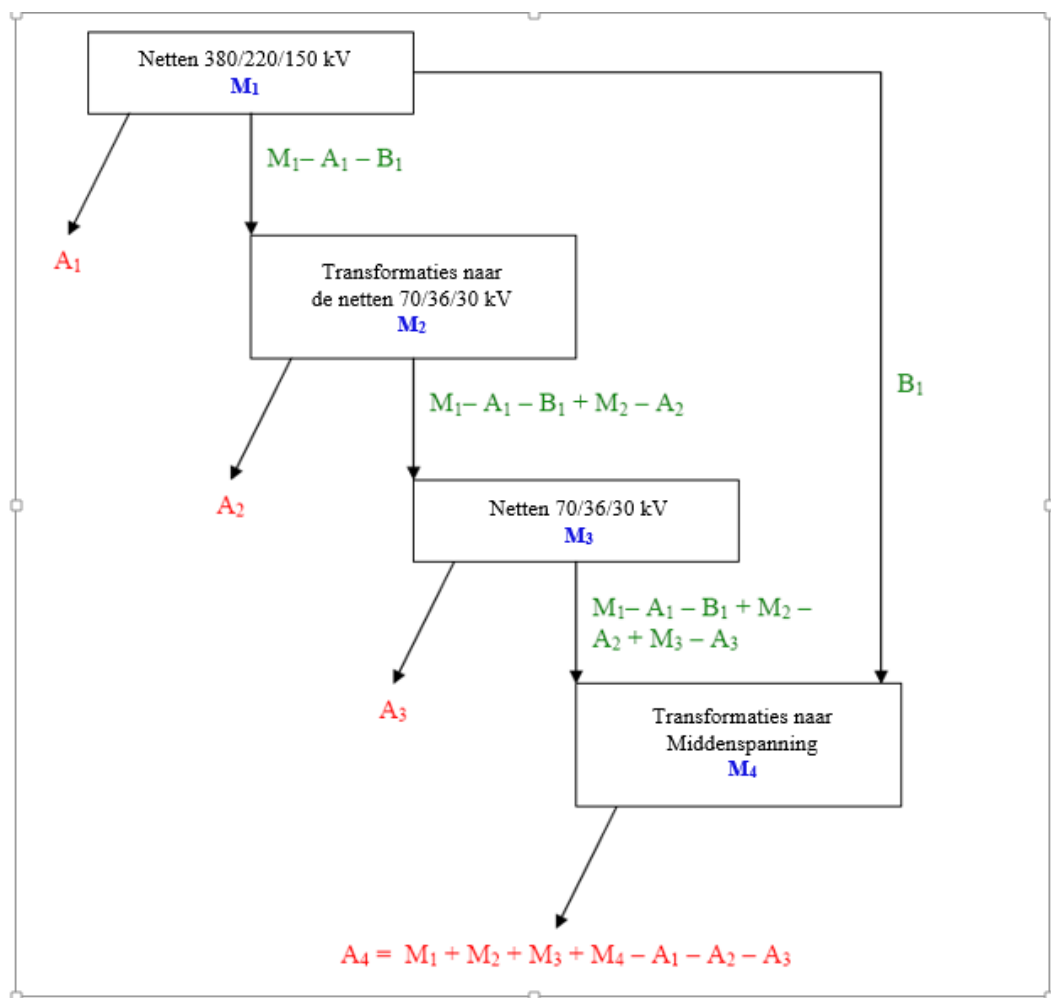 Netten 380/220/150 kV
M₁
M₁– A₁ – B₁
A₁
Transformaties naar
de netten 70/36/30 kV
M₂
B₁
M₁– A₁ – B₁ + M₂ – A₂
A₂
Netten 70/36/30 kV
M₃
M₁– A₁ – B₁ + M₂ –
A₂ + M₃ – A₃
A₃
Transformaties naar
Middenspanning
M₄
A₄ = M₁ + M₂ + M₃ + M₄ – A₁ – A₂ – A₃